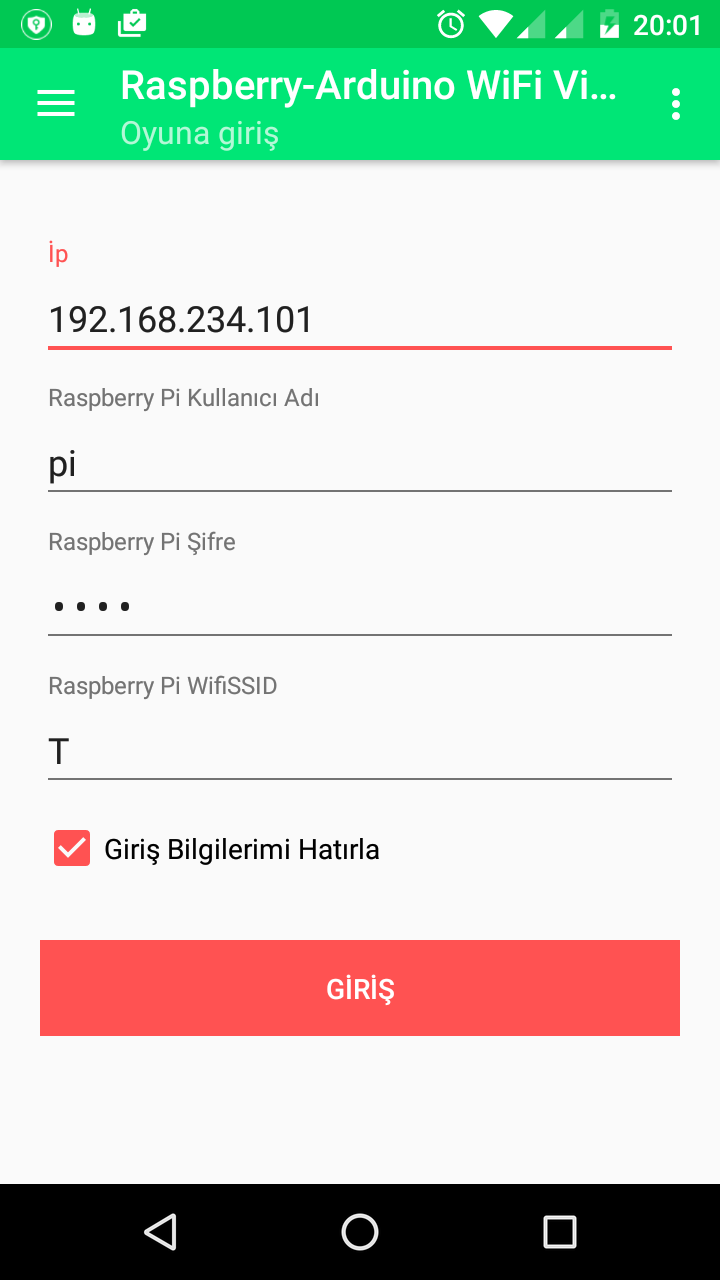 20:01
Raspberry-Arduino WiFi Vi...
Oyuna giriş
İp
192.168.234.101
Raspberry Pi Kullanıcı Adı
pi
Raspberry Pi Şifre
••••
Raspberry Pi WifiSSID
T
Giriş Bilgilerimi Hatırla
GİRİŞ